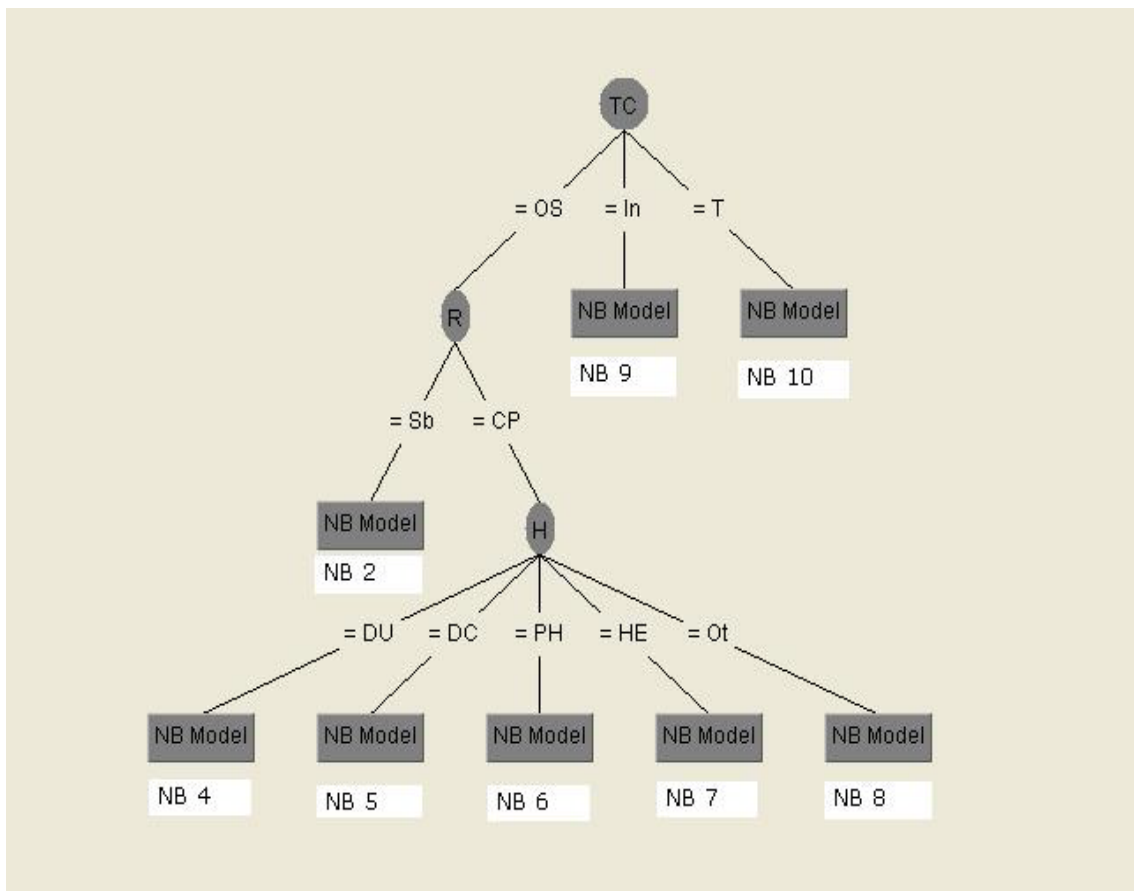 TC
= OS
= In
= T
R
NB Model
NB Model
NB 9
NB 10
= Sb
= CP
NB Model
H
NB 2
= DU
= DC
= PH
= HE
= Ot
NB Model
NB Model
NB Model
NB Model
NB Model
NB 4
NB 5
NB 6
NB 7
NB 8